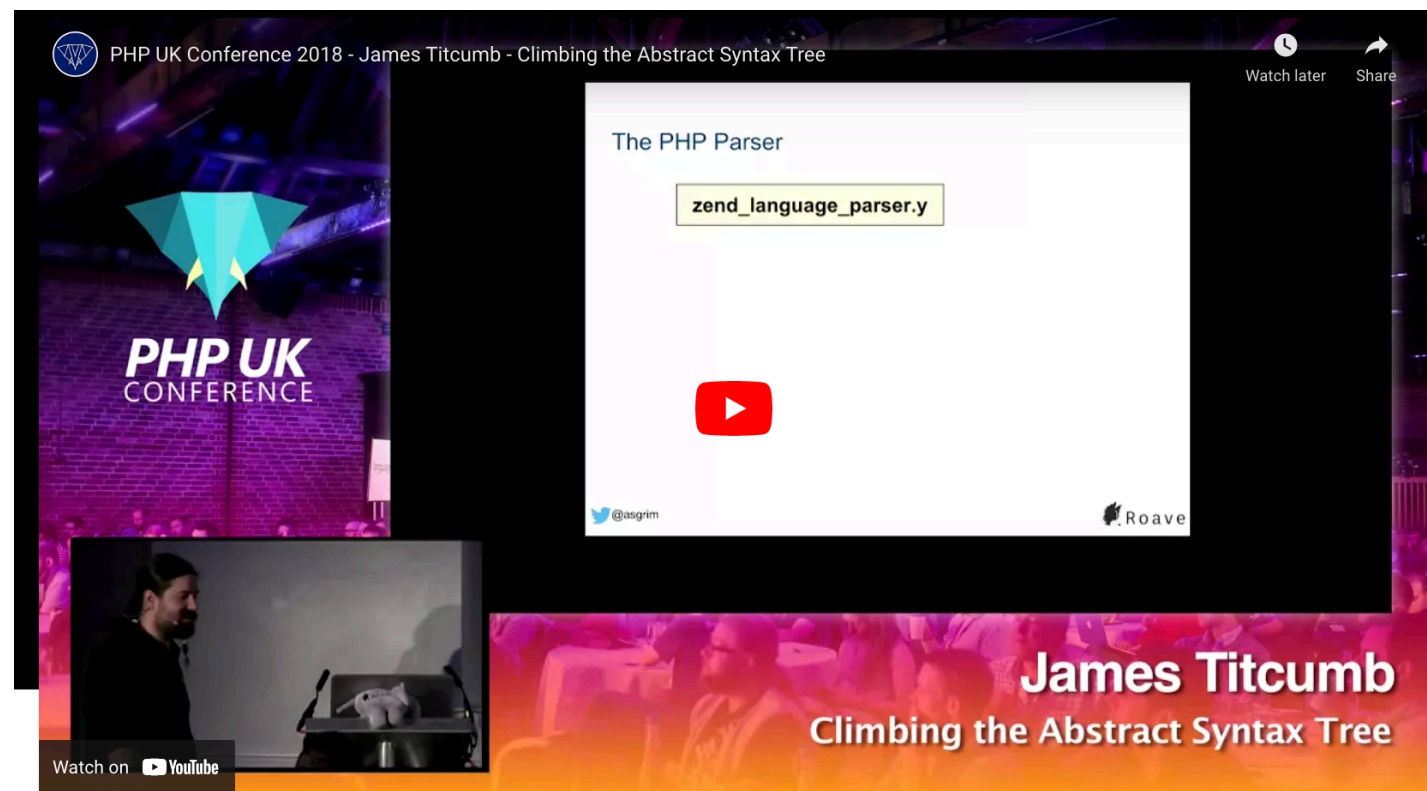 PHP UK Conference 2018 - James Titcumb - Climbing the Abstract Syntax Tree
Watch later
Share
The PHP Parser
zend_language_parser.y
PHP UK
CONFERENCE
@asgrim
Roave
James Titcumb
Climbing the Abstract Syntax Tree
Watch on YouTube